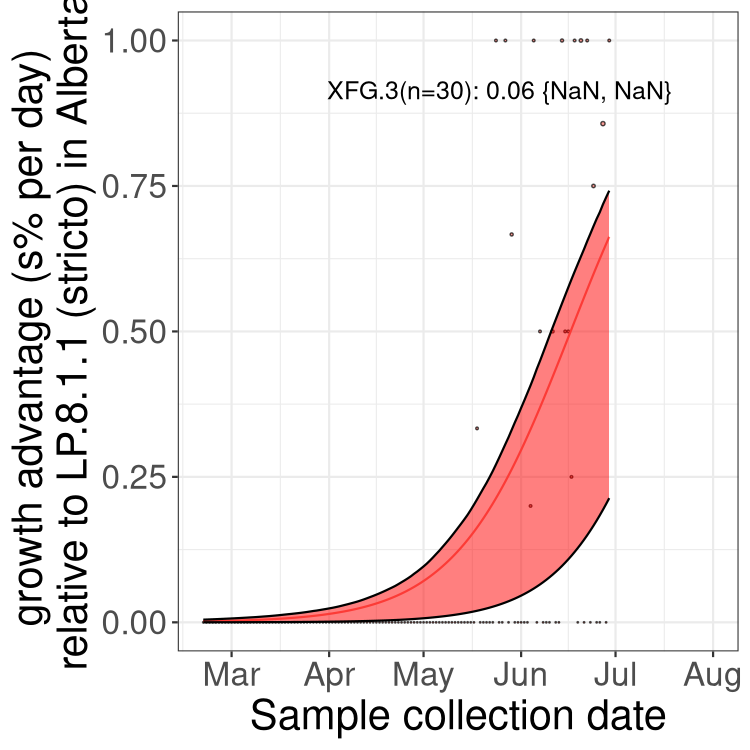 growth advantage (s% per day)
relative to LP.8.1.1 (stricto) in Alberta
1.00
0.75
0.50
0.25
0.00
XFG.3(n=30): 0.06 {NaN, NaN}
Mar Apr May Jun Jul Aug
Sample collection date